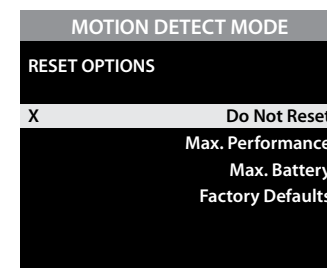 MOTION DETECT MODE
RESET OPTIONS
X Do Not Reset
Max. Performance
Max. Battery
Factory Defaults